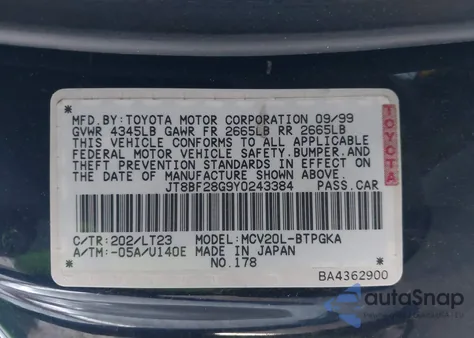 MFD.BY:TOYOTA MOTOR CORPORATION 09/99
GVWR 4345LB GAWR FR 2665LB RR 2665LB
THIS VEHICLE CONFORMS TO ALL APPLICABLE
FEDERAL MOTOR VEHICLE SAFETY,BUMPER,AND
THEFT PREVENTION STANDARDS IN EFFECT ON
THE DATE OF MANUFACTURE SHOWN ABOVE.
JT8BF28G9Y0243384 PASS.CAR
TOYOTA
C/TR:202/LT23 MODEL:MCV20L-BTPGKA
A/TM:-05A/U140E MADE IN JAPAN
NO.178
BA4362900
autoSnap